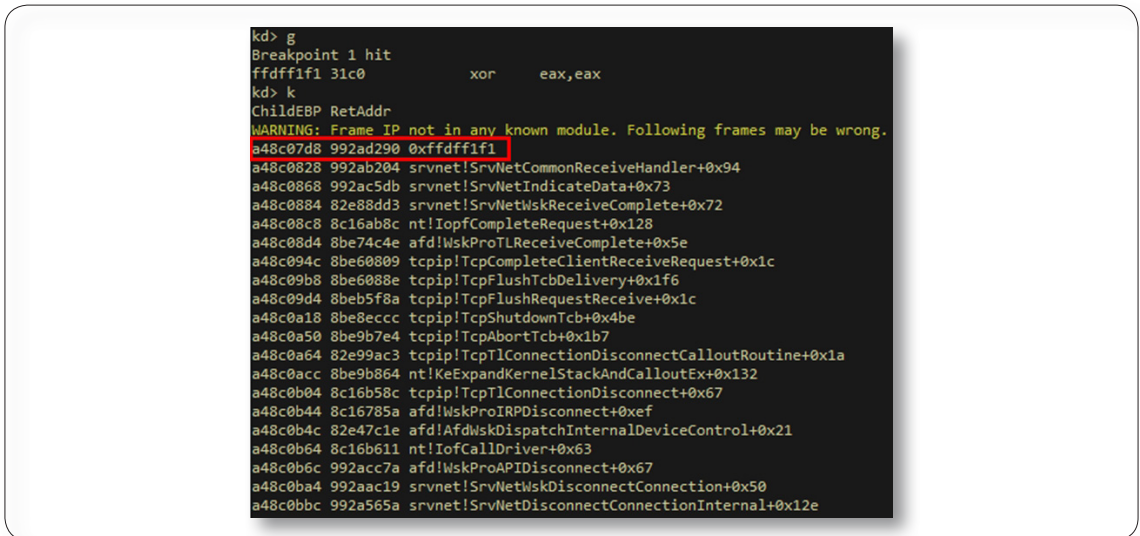 kd> g
Breakpoint 1 hit
ffdff1f1 31c0 xor eax,eax
kd> k
ChildEBP RetAddr
WARNING: Frame IP not in any known module. Following frames may be wrong.
a48c07d8 992ad290 0xffdff1f1
a48c0828 992ab204 srvnet!SrvNetCommonReceiveHandler+0x94
a48c0868 992ac5db srvnet!SrvNetIndicateData+0x73
a48c0884 82e88dd3 srvnet!SrvNetWskReceiveComplete+0x72
a48c08c8 8c16ab8c nt!IopfCompleteRequest+0x128
a48c08d4 8be74c4e afd!WskProTLReceiveComplete+0x5e
a48c094c 8be60809 tcpip!TcpCompleteClientReceiveRequest+0x1c
a48c09b8 8be6088e tcpip!TcpFlushTcbDelivery+0x1f6
a48c09d4 8beb5f8a tcpip!TcpFlushRequestReceive+0x1c
a48c0a18 8be8eccc tcpip!TcpShutdownTcb+0x4be
a48c0a50 8be9b7e4 tcpip!TcpAbortTcb+0x1b7
a48c0a64 82e99ac3 tcpip!TcpTlConnectionDisconnectCalloutRoutine+0x1a
a48c0acc 8be9b864 nt!KeExpandKernelStackAndCalloutEx+0x132
a48c0b04 8c16b58c tcpip!TcpTlConnectionDisconnect+0x67
a48c0b44 8c16785a afd!WskProIRPDisconnect+0xef
a48c0b4c 82e47c1e afd!AfdWskDispatchInternalDeviceControl+0x21
a48c0b64 8c16b611 nt!IofCallDriver+0x63
a48c0b6c 992acc7a afd!WskProAPIDisconnect+0x67
a48c0ba4 992aac19 srvnet!SrvNetWskDisconnectConnection+0x50
a48c0bbc 992a565a srvnet!SrvNetDisconnectConnectionInternal+0x12e